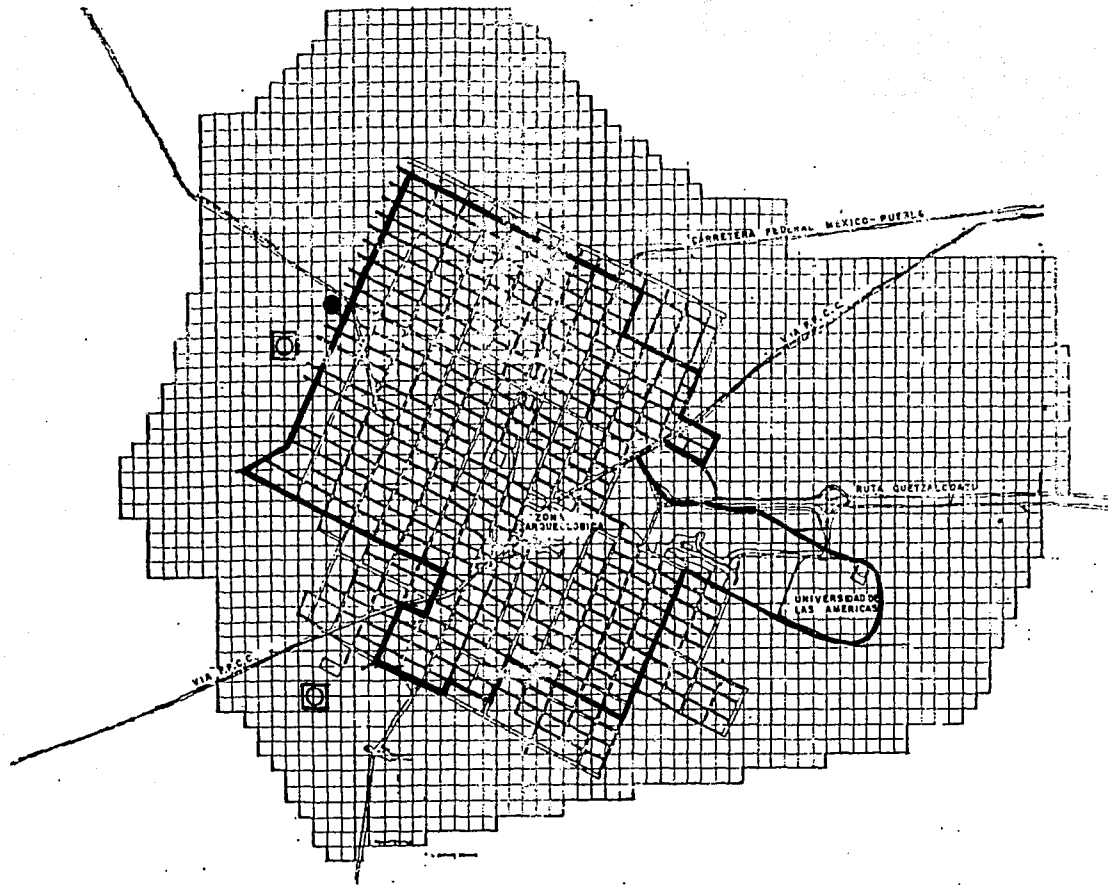 CARRETERA FEDERAL MEXICO-PUEBLA
VIA F.F.C.C.
RUTA QUETZALCOATL
ZONA
ARQUEOLOGICA
UNIVERSIDAD DE
LAS AMERICAS
VIA F.F.C.C.